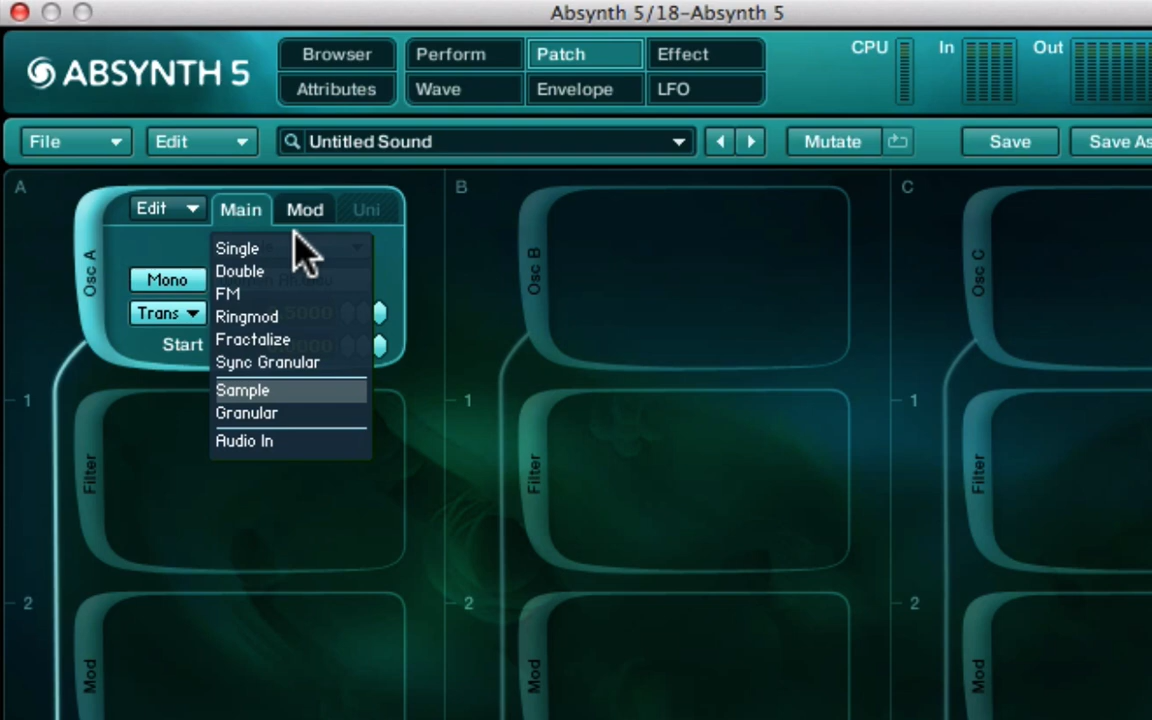 Absynth 5/18-Absynth 5
ABSYNTH 5
Browser
Perform
Patch
Effect
CPU
In
Out
Attributes
Wave
Envelope
LFO
File
Edit
Untitled Sound
Mutate
Save
Save As
A
B
C
Osc A
Edit
Main
Mod
Uni
Mono
Trans
Start
Single
Double
FM
Ringmod
Fractalize
Sync Granular
Sample
Granular
Audio In
Osc B
Osc C
1
1
1
Filter
Filter
Filter
2
2
2
Mod
Mod
Mod